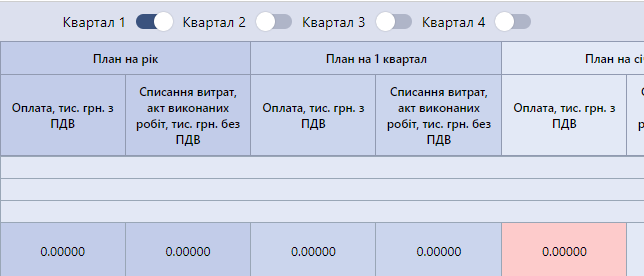 Квартал 1 Квартал 2 Квартал 3 Квартал 4
План на рік План на 1 квартал План на
Оплата, тис. грн. з ПДВ
Списання витрат, акт виконаних робіт, тис. грн. без ПДВ
Оплата, тис. грн. з ПДВ
Списання витрат, акт виконаних робіт, тис. грн. без ПДВ
Оплата, тис. грн. з ПДВ
0.00000 0.00000 0.00000 0.00000 0.00000